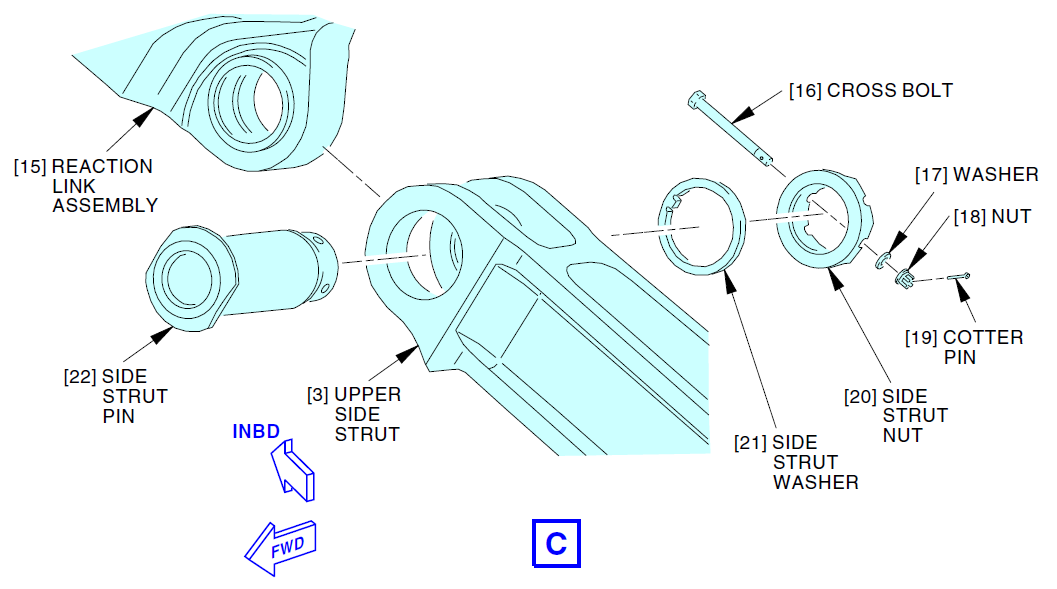 [16] CROSS BOLT
[15] REACTION
LINK
ASSEMBLY
[17] WASHER
[18] NUT
[19] COTTER
PIN
[22] SIDE
STRUT
PIN
[3] UPPER
SIDE
STRUT
[20] SIDE
STRUT
NUT
[21] SIDE
STRUT
WASHER
INBD
FWD
C